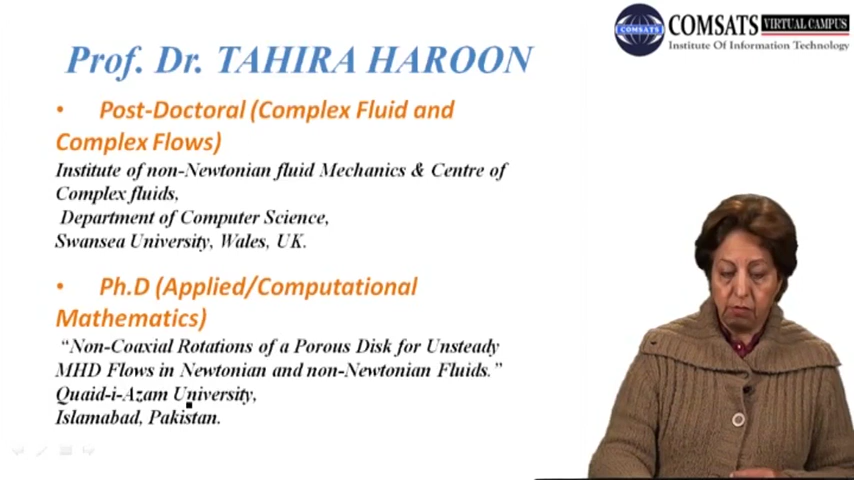 Prof. Dr. TAHIRA HAROON
COMSATS VIRTUAL CAMPUS
COMSATS
Institute Of Information Technology
• Post-Doctoral (Complex Fluid and
Complex Flows)
Institute of non-Newtonian fluid Mechanics & Centre of
Complex fluids,
Department of Computer Science,
Swansea University, Wales, UK.
• Ph.D (Applied/Computational
Mathematics)
“Non-Coaxial Rotations of a Porous Disk for Unsteady
MHD Flows in Newtonian and non-Newtonian Fluids.”
Quaid-i-Azam University,
Islamabad, Pakistan.